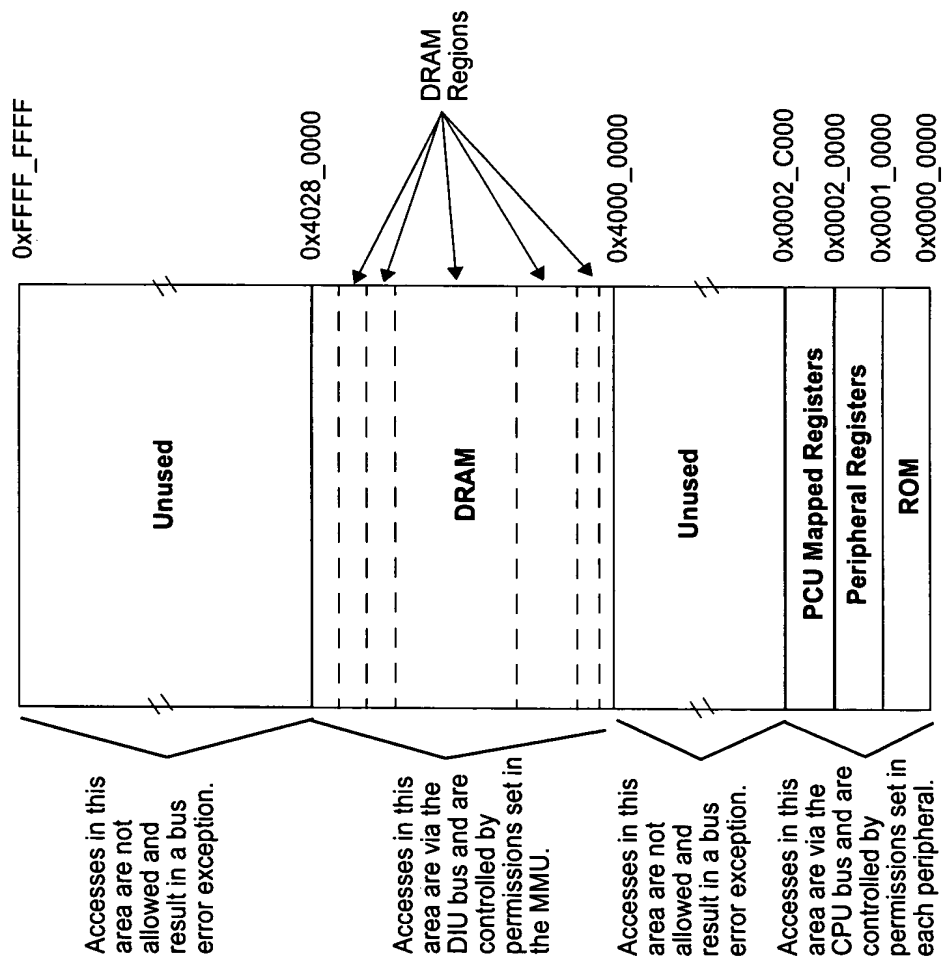 0xFFFF_FFFF
Unused
Accesses in this
area are not
allowed and
result in a bus
error exception.
0x4028_0000
DRAM
DRAM
Regions
Accesses in this
area are via the
DIU bus and are
controlled by
permissions set in
the MMU.
0x4000_0000
Unused
Accesses in this
area are not
allowed and
result in a bus
error exception.
0x0002_C000
PCU Mapped Registers
0x0002_0000
Peripheral Registers
0x0001_0000
ROM
0x0000_0000
Accesses in this
area are via the
CPU bus and are
controlled by
permissions set in
each peripheral.